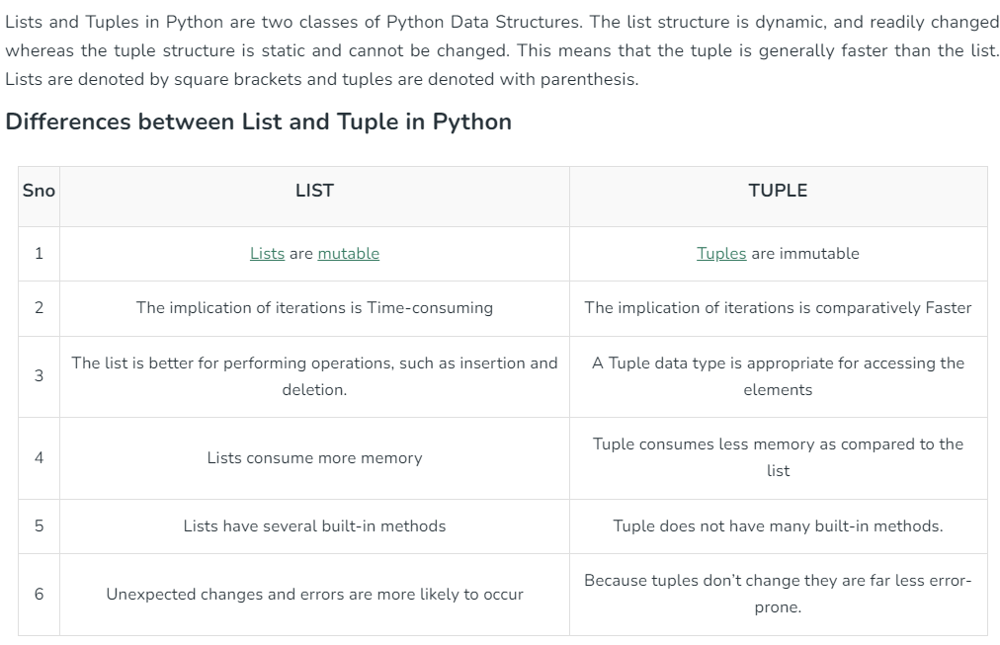 Lists and Tuples in Python are two classes of Python Data Structures. The list structure is dynamic, and readily changed
whereas the tuple structure is static and cannot be changed. This means that the tuple is generally faster than the list.
Lists are denoted by square brackets and tuples are denoted with parenthesis.
Differences between List and Tuple in Python
Sno LIST TUPLE
1 Lists are mutable Tuples are immutable
2 The implication of iterations is Time-consuming The implication of iterations is comparatively Faster
3 The list is better for performing operations, such as insertion and
deletion.
A Tuple data type is appropriate for accessing the
elements
4 Lists consume more memory
Tuple consumes less memory as compared to the
list
5 Lists have several built-in methods Tuple does not have many built-in methods.
6 Unexpected changes and errors are more likely to occur
Because tuples don’t change they are far less error-
prone.